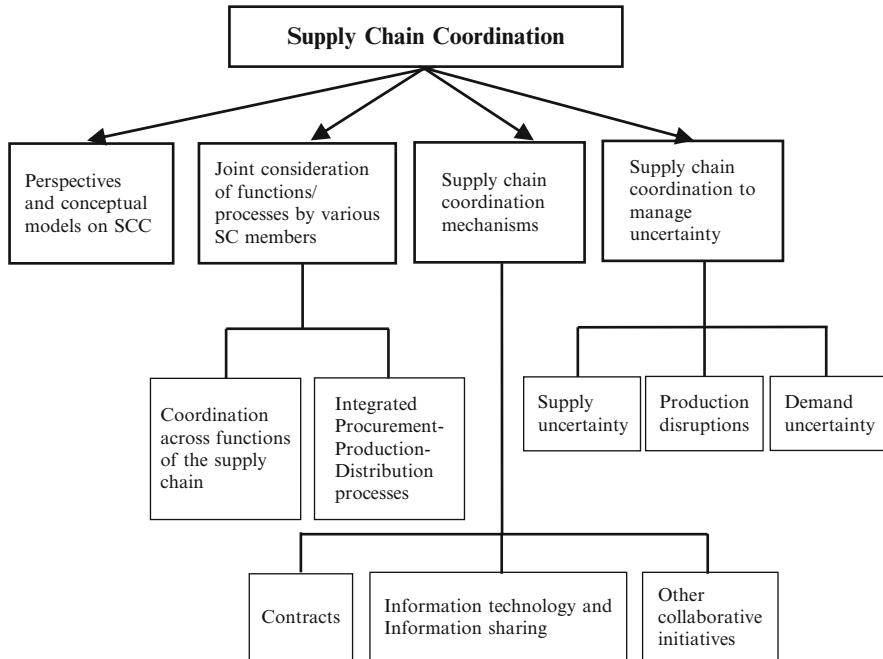 Supply Chain Coordination
Perspectives
and conceptual
models on SCC
Joint consideration
of functions/
processes by various
SC members
Supply chain
coordination
mechanisms
Supply chain
coordination to
manage
uncertainty
Coordination
across functions
of the supply
chain
Integrated
Procurement-
Production-
Distribution
processes
Supply
uncertainty
Production
disruptions
Demand
uncertainty
Contracts
Information technology and
Information sharing
Other
collaborative
initiatives